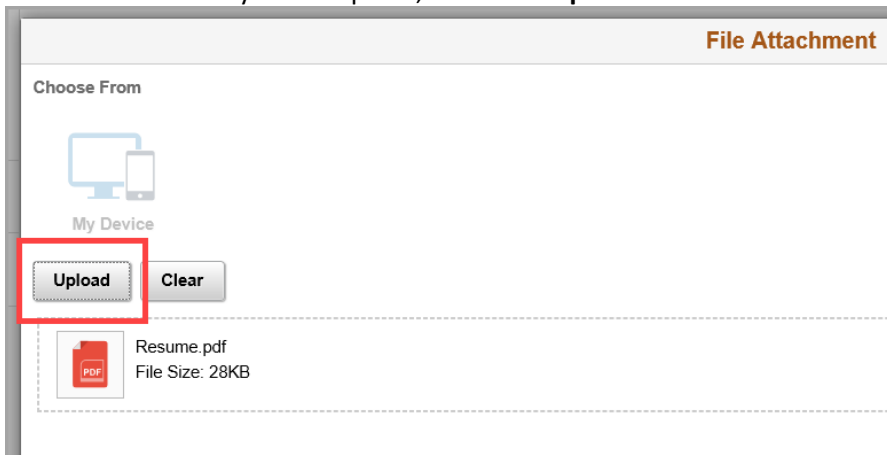 File Attachment
Choose From
My Device
Upload Clear
PDF
Resume.pdf
File Size: 28KB